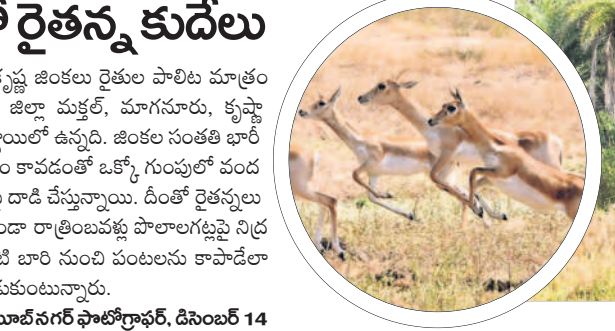 రైతన్న కుదేలు
కృష్ణ జింకలు రైతుల పాలిట మాత్రం
జిల్లా మక్తల్, మాగనూరు, కృష్ణా
స్థాయిలో ఉన్నది. జింకల సంతతి భారీ
కావడంతో ఒక్కో గుంపులో వంద
దాడి చేస్తున్నాయి. దీంతో రైతన్నలు
రాత్రింబవళ్లు పొలాలగట్లపై నిద్ర
బారి నుంచి పంటలను కాపాడేలా
ఫొటోగ్రాఫర్, డిసెంబర్ 14